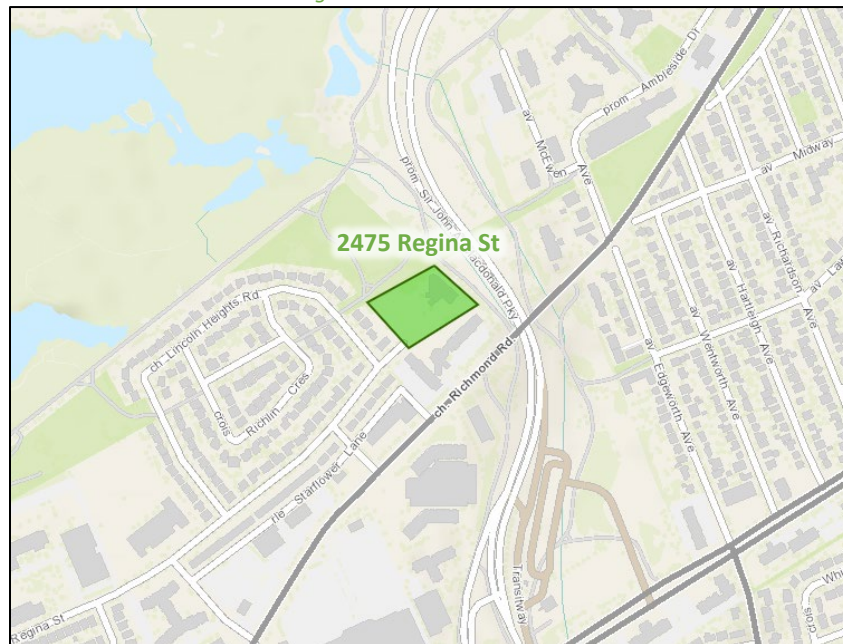 prom Ambleside Dr
av McEwen Ave
av Midway
prom Sir John A Macdonald Pky
2475 Regina St
av Richardson Ave
av Hartleigh Ave
av Wentworth Ave
av Edgeworth Ave
ch Lincoln Heights Rd
ch. Richmond Rd
crois Richlin Cres
rle Starflower Lane
Transitway
Regina St
crois